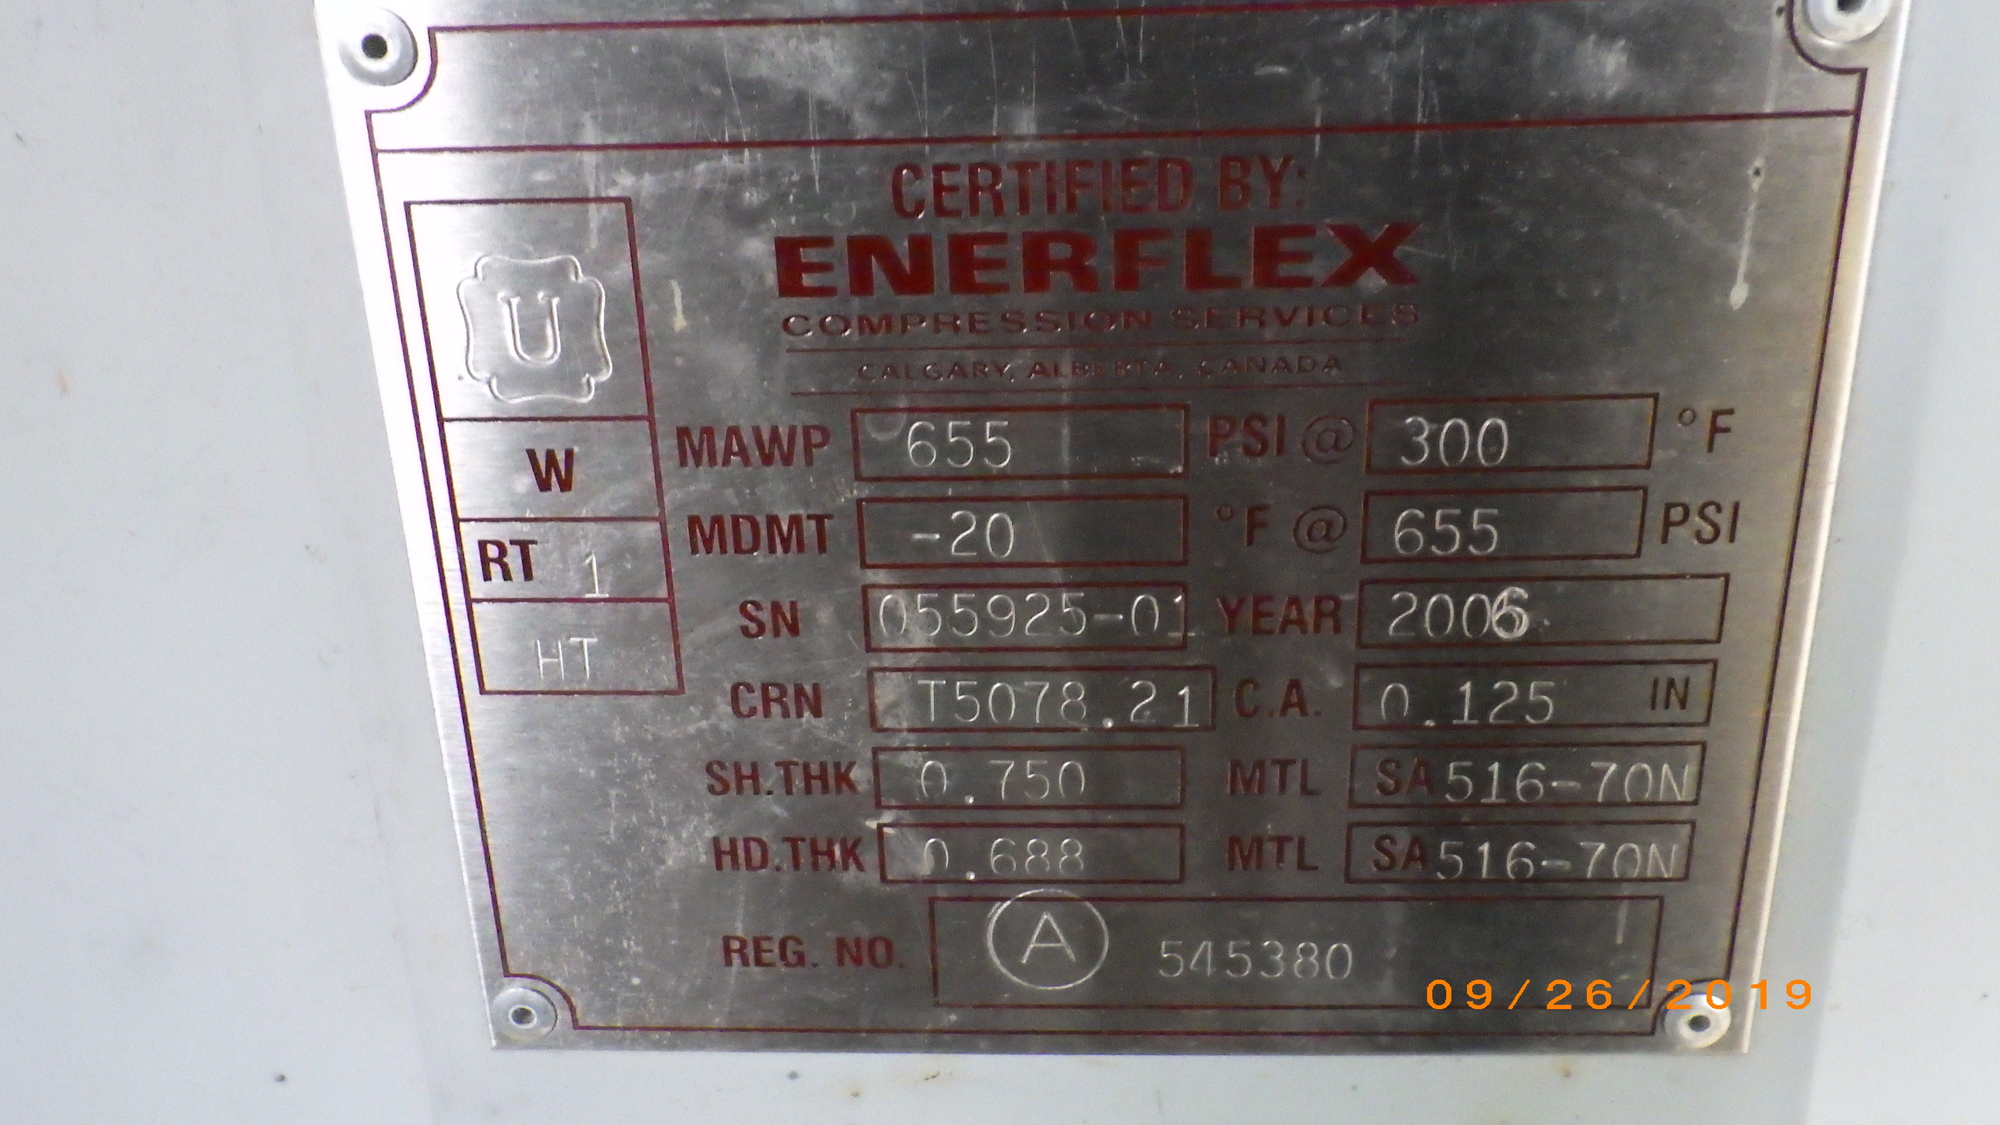 CERTIFIED BY:
ENERFLEX
COMPRESSION SERVICES
CALGARY, ALBERTA, CANADA
U
W
RT 1
HT
MAWP 655 PSI @ 300 °F
MDMT -20 °F @ 655 PSI
SN 055925-01 YEAR 2006
CRN T5078.21 C.A. 0.125 IN
SH.THK 0.750 MTL SA516-70N
HD.THK 0.688 MTL SA516-70N
REG. NO. A 545380
09/26/2019